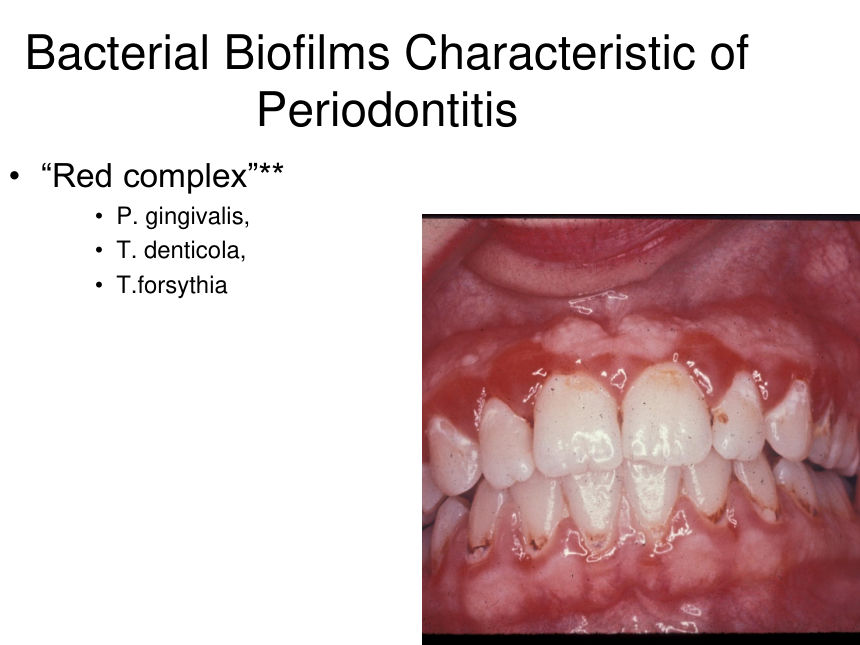 Bacterial Biofilms Characteristic of
Periodontitis
• “Red complex”**
• P. gingivalis,
• T. denticola,
• T.forsythia